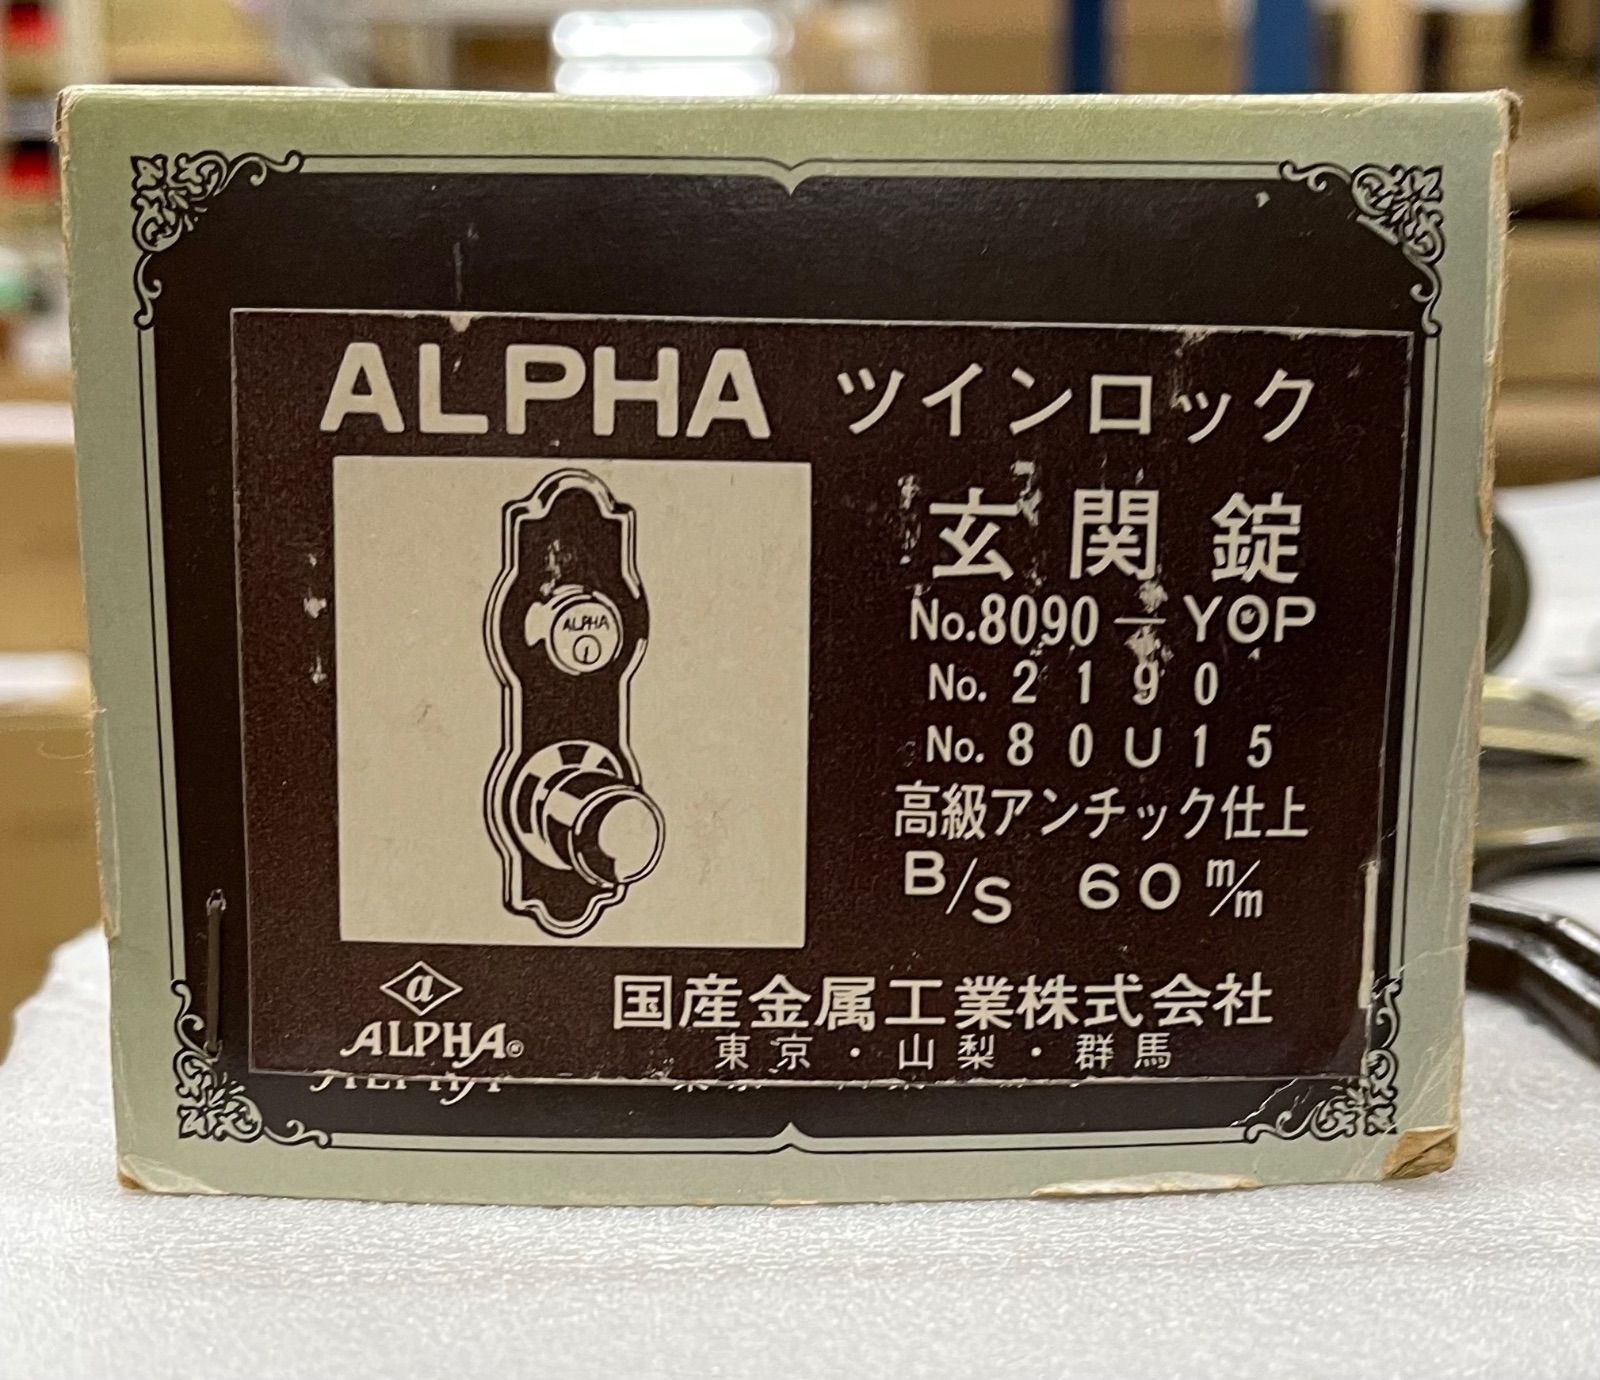 ALPHA ツインロック
ALPHA
玄関錠
No.8090-YOP
No. 2190
No. 80U15
高級アンチック仕上
B/S 60 m/m
α
ALPHA®
国産金属工業株式会社
東京・山梨・群馬
ALPHA